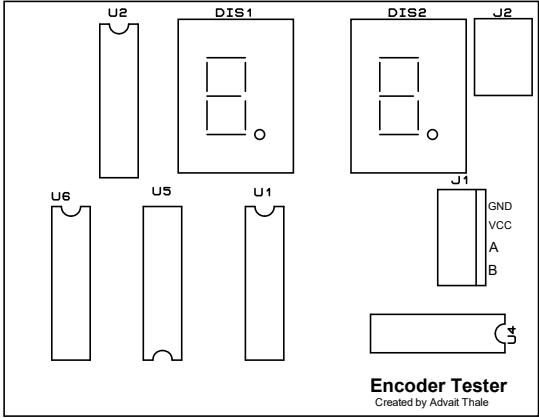 U2
DIS1
DIS2
J2
U6
U5
U1
J1
GND
VCC
A
B
U4
Encoder Tester
Created by Advait Thale